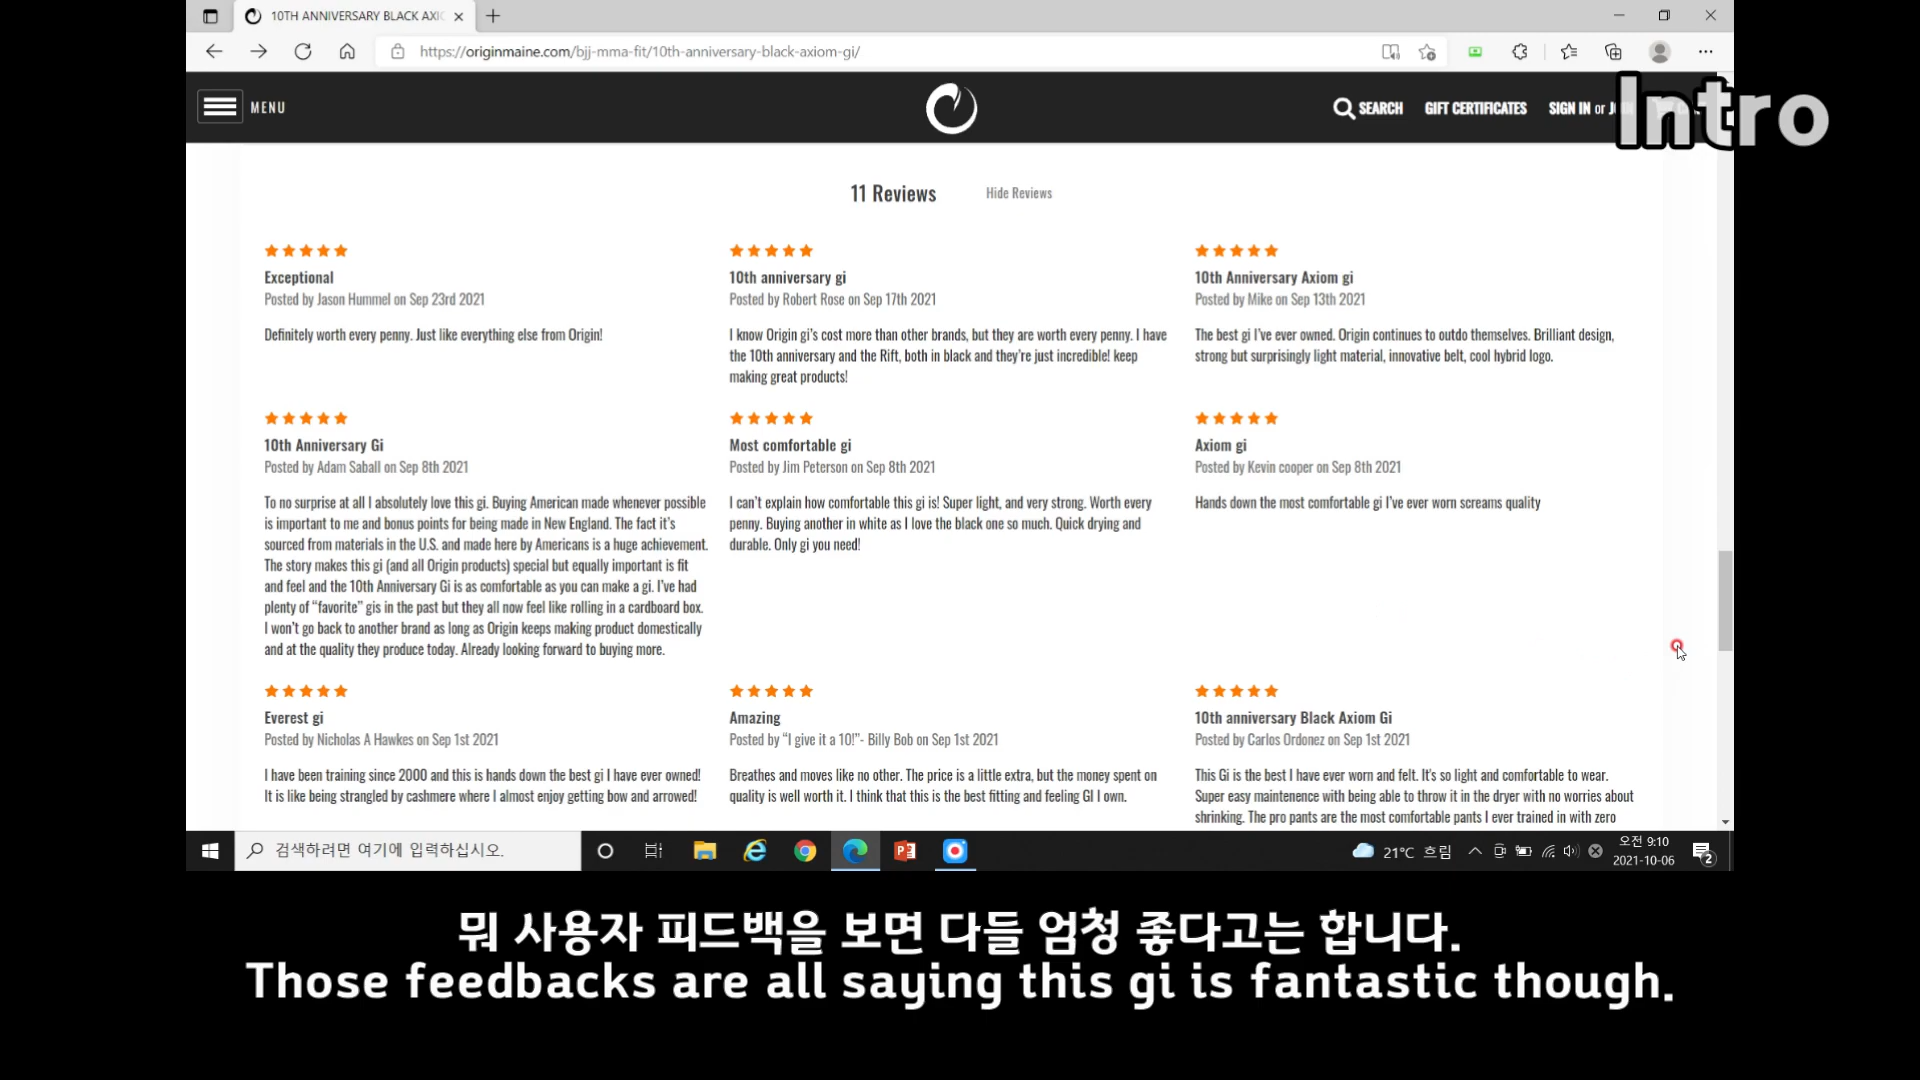 10TH ANNIVERSARY BLACK AXIO
https://originmaine.com/bjj-mma-fit/10th-anniversary-black-axiom-gi/
MENU
SEARCH
GIFT CERTIFICATES
SIGN IN or
Intro
11 Reviews
Hide Reviews
Exceptional
Posted by Jason Hummel on Sep 23rd 2021
Definitely worth every penny. Just like everything else from Origin!
10th anniversary gi
Posted by Robert Rose on Sep 17th 2021
I know Origin gi's cost more than other brands, but they are worth every penny. I have
the 10th anniversary and the Rift, both in black and they're just incredible! keep
making great products!
10th Anniversary Axiom gi
Posted by Mike on Sep 13th 2021
The best gi I've ever owned. Origin continues to outdo themselves. Brilliant design,
strong but surprisingly light material, innovative belt, cool hybrid logo.
10th Anniversary Gi
Posted by Adam Saball on Sep 8th 2021
To no surprise at all I absolutely love this gi. Buying American made whenever possible
is important to me and bonus points for being made in New England. The fact it's
sourced from materials in the U.S. and made here by Americans is a huge achievement.
The story makes this gi (and all Origin products) special but equally important is fit
and feel and the 10th Anniversary Gi is as comfortable as you can make a gi. I've had
plenty of "favorite" gis in the past but they all now feel like rolling in a cardboard box.
I won't go back to another brand as long as Origin keeps making product domestically
and at the quality they produce today. Already looking forward to buying more.
Most comfortable gi
Posted by Jim Peterson on Sep 8th 2021
I can't explain how comfortable this gi is! Super light, and very strong. Worth every
penny. Buying another in white as I love the black one so much. Quick drying and
durable. Only gi you need!
Axiom gi
Posted by Kevin cooper on Sep 8th 2021
Hands down the most comfortable gi I've ever worn screams quality
Everest gi
Posted by Nicholas A Hawkes on Sep 1st 2021
I have been training since 2000 and this is hands down the best gi I have ever owned!
It is like being strangled by cashmere where I almost enjoy getting bow and arrowed!
Amazing
Posted by "I give it a 10!"- Billy Bob on Sep 1st 2021
Breathes and moves like no other. The price is a little extra, but the money spent on
quality is well worth it. I think that this is the best fitting and feeling GI I own.
10th anniversary Black Axiom Gi
Posted by Carlos Ordonez on Sep 1st 2021
This Gi is the best I have ever worn and felt. It's so light and comfortable to wear.
Super easy maintenence with being able to throw it in the dryer with no worries about
shrinking. The pro pants are the most comfortable pants I ever trained in with zero
검색하려면 여기에 입력하십시오.
21°C 흐림
오전 9:10
2021-10-06
2
뭐 사용자 피드백을 보면 다들 엄청 좋다고는 합니다.
Those feedbacks are all saying this gi is fantastic though.